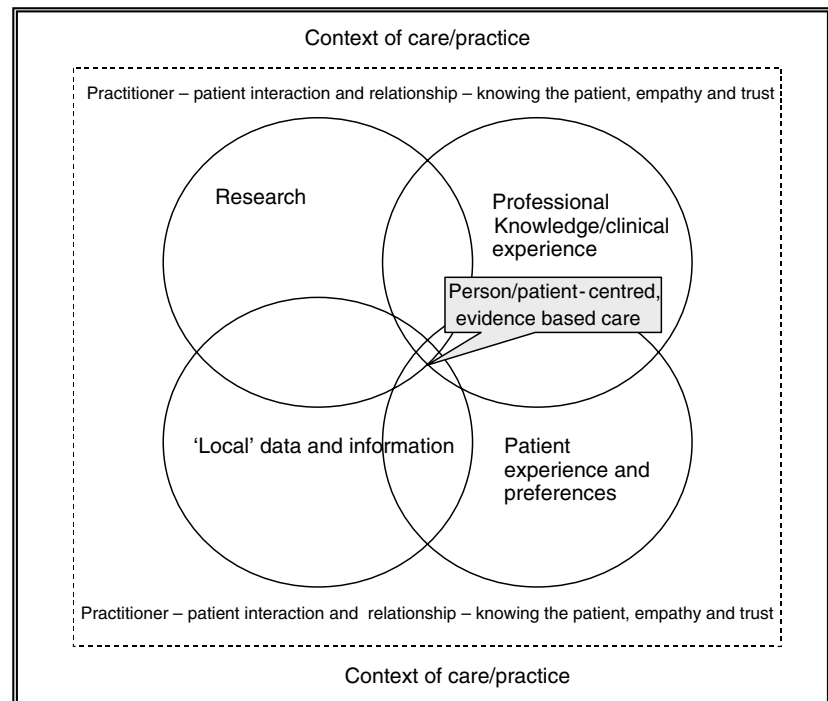 Context of care/practice
Practitioner – patient interaction and relationship – knowing the patient, empathy and trust
Research
Professional
Knowledge/clinical
experience
Person/patient-centred,
evidence based care
‘Local’ data and information
Patient
experience and
preferences
Practitioner – patient interaction and relationship – knowing the patient, empathy and trust
Context of care/practice